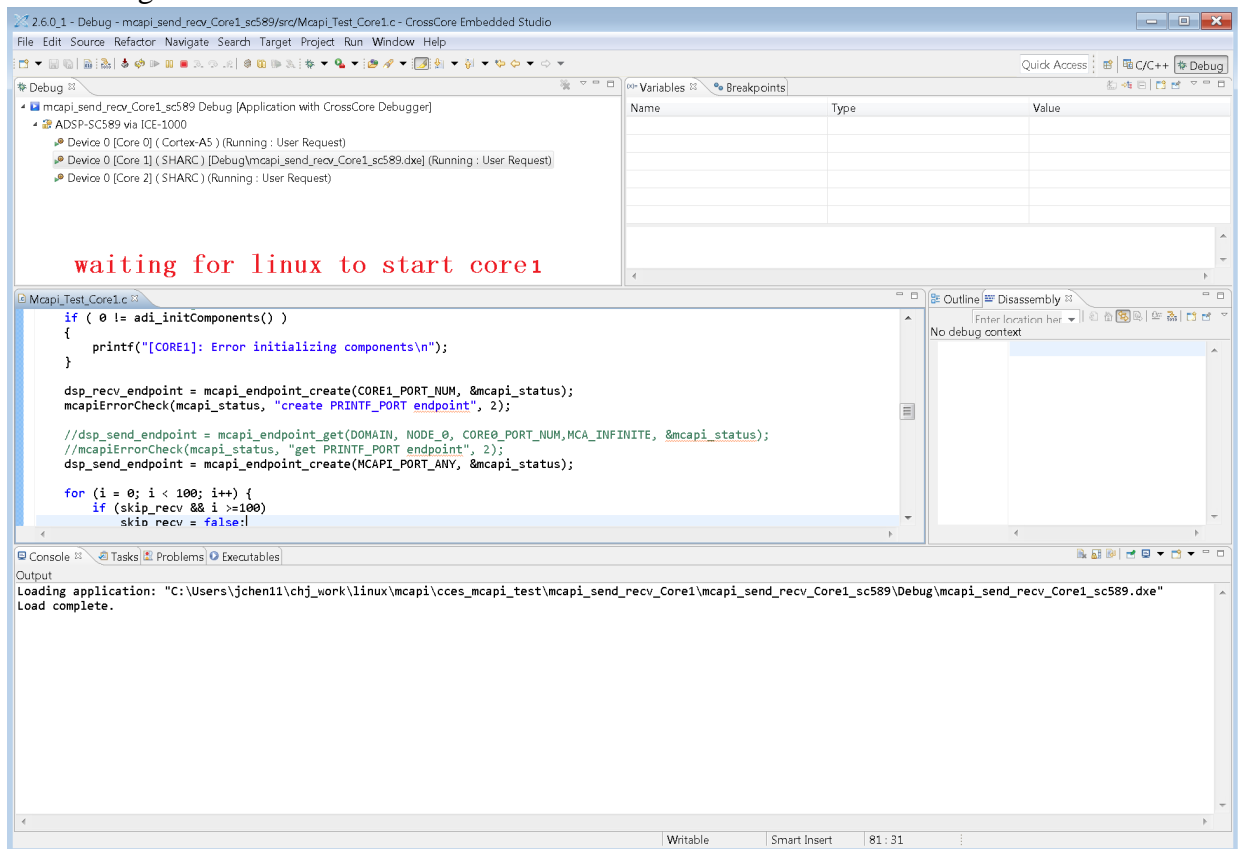 2.6.0_1 - Debug - mcapi_send_recv_Core1_sc589/src/Mcapi_Test_Core1.c - CrossCore Embedded Studio
File Edit Source Refactor Navigate Search Target Project Run Window Help
Quick Access C/C++ Debug
Debug
mcapi_send_recv_Core1_sc589 Debug [Application with CrossCore Debugger]
ADSP-SC589 via ICE-1000
Device 0 [Core 0] ( Cortex-A5 ) (Running : User Request)
Device 0 [Core 1] ( SHARC ) [Debug\mcapi_send_recv_Core1_sc589.dxe] (Running : User Request)
Device 0 [Core 2] ( SHARC ) (Running : User Request)
waiting for linux to start core1
Variables Breakpoints
Name Type Value
Mcapi_Test_Core1.c
if ( 0 != adi_initComponents() )
{
printf("[CORE1]: Error initializing components\n");
}
dsp_recv_endpoint = mcapi_endpoint_create(CORE1_PORT_NUM, &mcapi_status);
mcapiErrorCheck(mcapi_status, "create PRINTF_PORT endpoint", 2);
//dsp_send_endpoint = mcapi_endpoint_get(DOMAIN, NODE_0, CORE0_PORT_NUM,MCA_INFINITE, &mcapi_status);
//mcapiErrorCheck(mcapi_status, "get PRINTF_PORT endpoint", 2);
dsp_send_endpoint = mcapi_endpoint_create(MCAPI_PORT_ANY, &mcapi_status);
for (i = 0; i < 100; i++) {
if (skip_recv && i >=100)
skip_recv = false;
Outline Disassembly
Enter location her
No debug context
Console Tasks Problems Executables
Output
Loading application: "C:\Users\jchen11\chj_work\linux\mcapi\cces_mcapi_test\mcapi_send_recv_Core1\mcapi_send_recv_Core1_sc589\Debug\mcapi_send_recv_Core1_sc589.dxe"
Load complete.
Writable Smart Insert 81 : 31